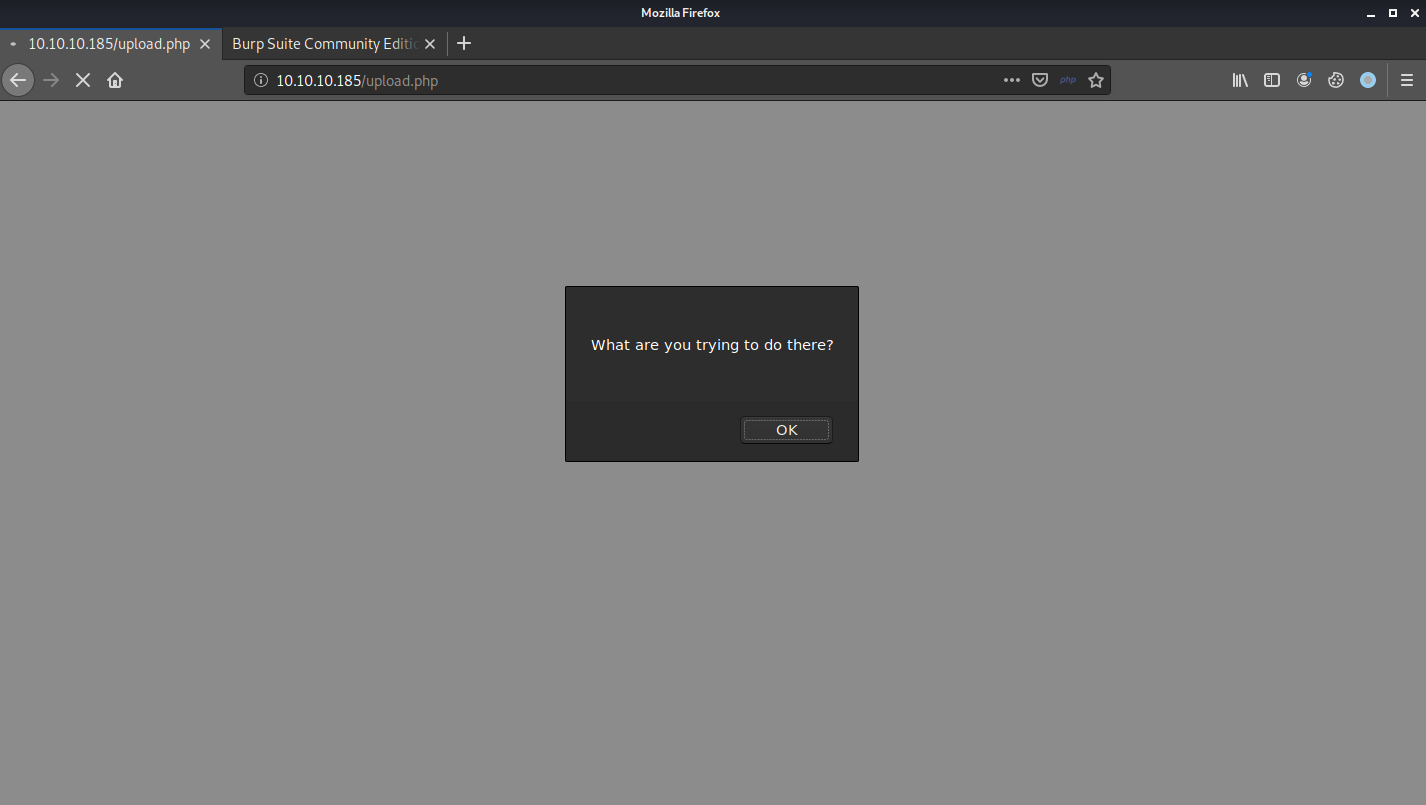 Mozilla Firefox
10.10.10.185/upload.php
Burp Suite Community Editi
10.10.10.185/upload.php
php
What are you trying to do there?
OK